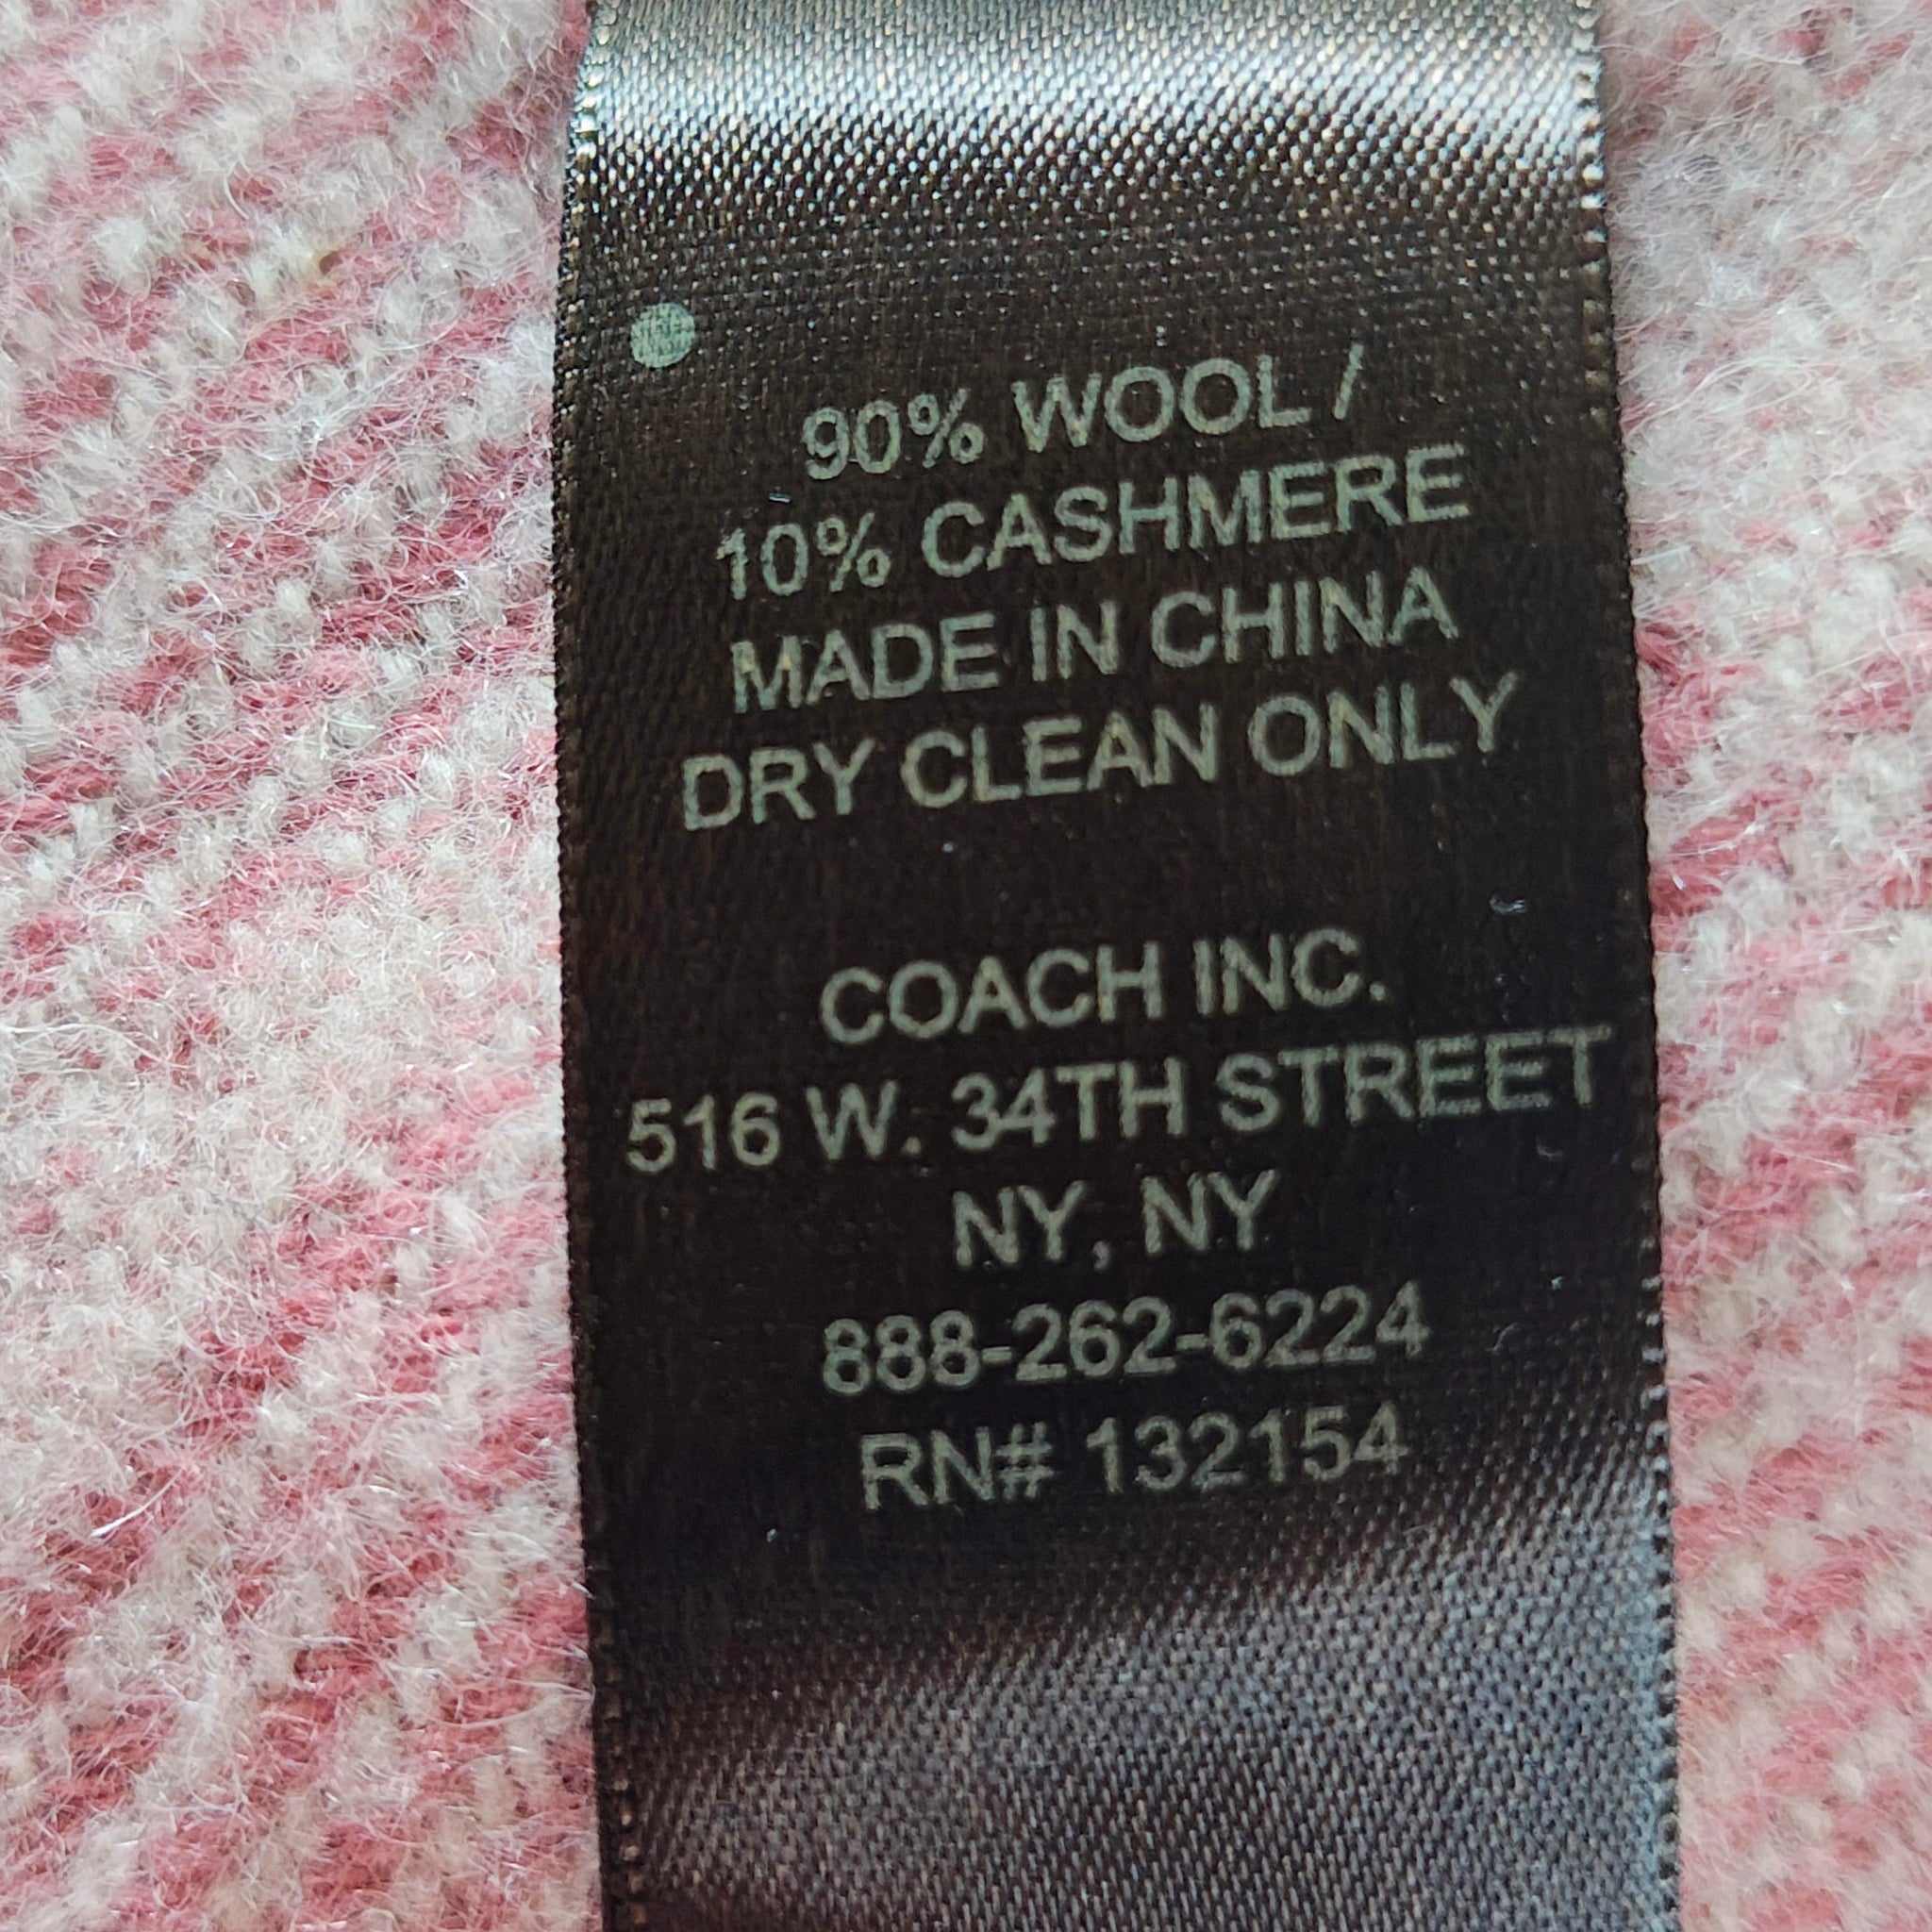 90% WOOL /
10% CASHMERE
MADE IN CHINA
DRY CLEAN ONLY
COACH INC.
516 W. 34TH STREET
NY, NY
888-262-6224
RN# 132154